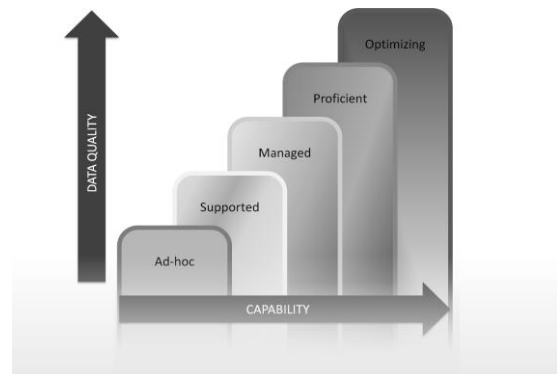 Optimizing
Proficient
Managed
Supported
Ad-hoc
DATA QUALITY
CAPABILITY